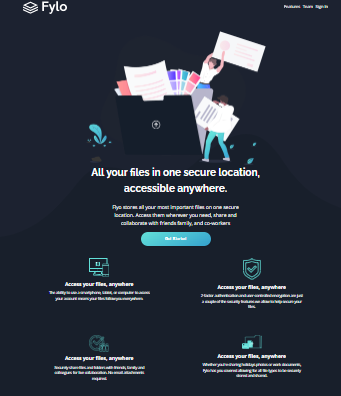 Fylo
Features Team Sign In
All your files in one secure location,
accessible anywhere.
Fylo stores all your most important files on one secure
location. Access them wherever you need, share and
collaborate with friends family, and co-workers
Get Started
Access your files, anywhere
The ability to use a smartphone, tablet, or computer to access
your account means your files follow you everywhere.
Access your files, anywhere
2-factor authentication and user-controlled encryption are just
a couple of the security features we allow to help secure your
files.
Access your files, anywhere
Securely share files and folders with friends, family and
colleagues for live collaboration. No email attachments
required.
Access your files, anywhere
Whether you're sharing holidays photos or work documents,
Fylo has you covered allowing for all file types to be securely
stored and shared.